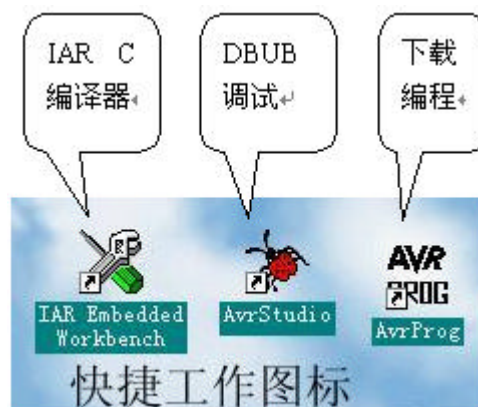 IAR C
编译器
DBUB
调试
下载
编程
AVR
PROG
IAR Embedded
Workbench
AvrStudio
AvrProg
快捷工作图标